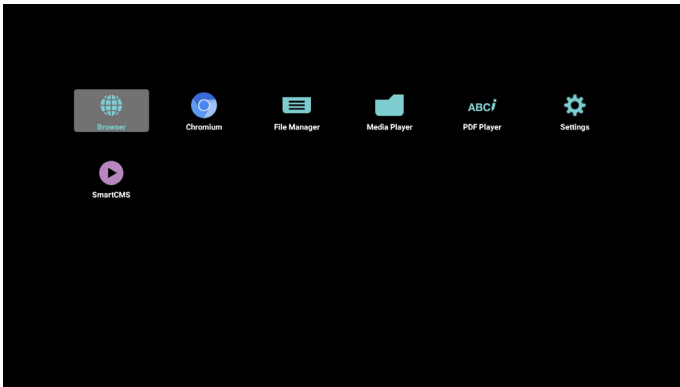 Browser
Chromium
File Manager
Media Player
ABCi
PDF Player
Settings
SmartCMS